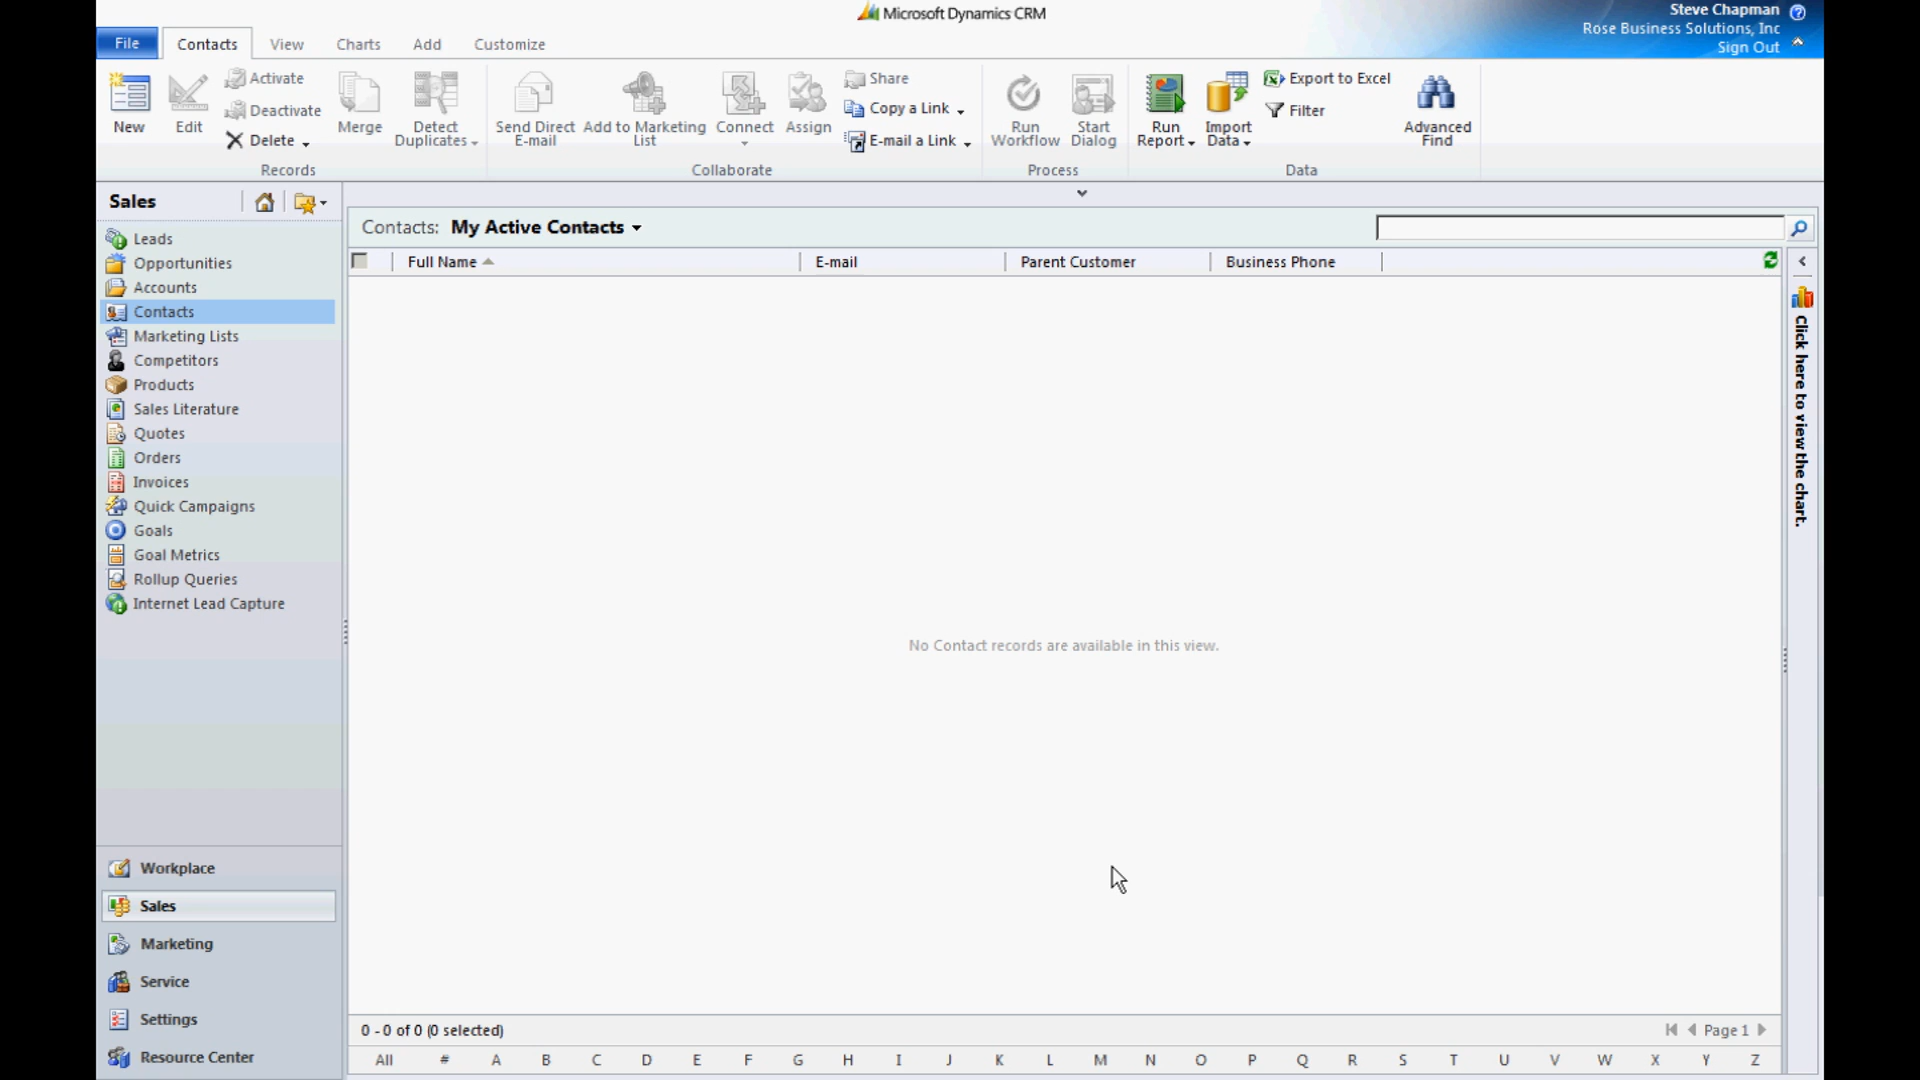 Microsoft Dynamics CRM
Steve Chapman
Rose Business Solutions, Inc
Sign Out
File
Contacts
View
Charts
Add
Customize
New
Edit
Activate
Deactivate
Delete
Merge
Detect
Duplicates
Records
Send Direct
E-mail
Add to Marketing
List
Connect
Assign
Share
Copy a Link
E-mail a Link
Collaborate
Run
Workflow
Start
Dialog
Process
Run
Report
Import
Data
Export to Excel
Filter
Advanced
Find
Data
Sales
Leads
Opportunities
Accounts
Contacts
Marketing Lists
Competitors
Products
Sales Literature
Quotes
Orders
Invoices
Quick Campaigns
Goals
Goal Metrics
Rollup Queries
Internet Lead Capture
Workplace
Sales
Marketing
Service
Settings
Resource Center
Contacts: My Active Contacts
Full Name
E-mail
Parent Customer
Business Phone
No Contact records are available in this view.
Click here to view the chart.
0 - 0 of 0 (0 selected)
Page 1
All # A B C D E F G H I J K L M N O P Q R S T U V W X Y Z